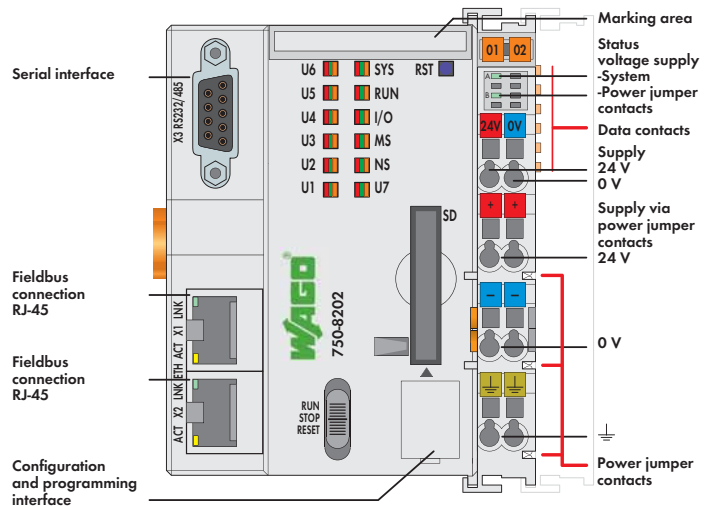 Marking area
Serial interface
X3 RS232/485
U6 SYS
U5 RUN
U4 I/O
U3 MS
U2 NS
U1 U7
RST
01 02
A
B
24V 0V
+ +
Status
voltage supply
-System
-Power jumper
contacts
Data contacts
Supply
24 V
0 V
Supply via
power jumper
contacts
24 V
SD
Fieldbus
connection
RJ-45
ACT X1 LNK
ETH
WAGO
750-8202
− −
0 V
Fieldbus
connection
RJ-45
ACT X2 LNK
RUN
STOP
RESET
Configuration
and programming
interface
Power jumper
contacts